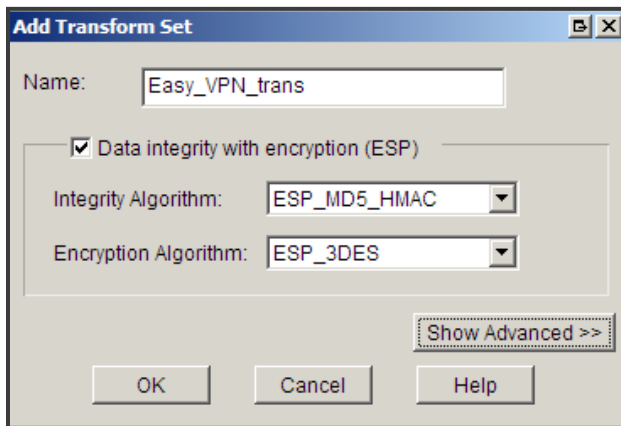 Add Transform Set
Name: Easy_VPN_trans
Data integrity with encryption (ESP)
Integrity Algorithm: ESP_MD5_HMAC
Encryption Algorithm: ESP_3DES
Show Advanced >>
OK Cancel Help